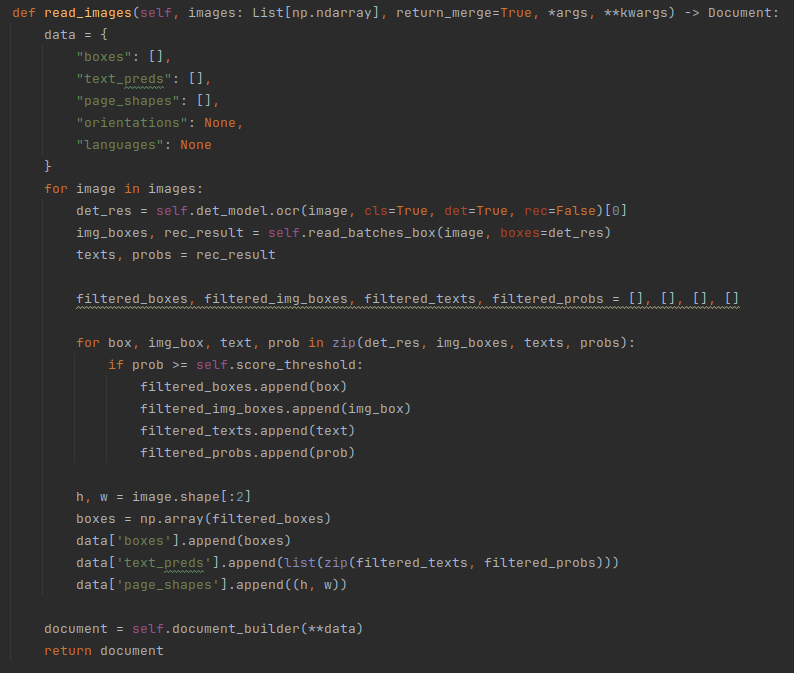 def read_images(self, images: List[np.ndarray], return_merge=True, *args, **kwargs) -> Document:
    data = {
        "boxes": [],
        "text_preds": [],
        "page_shapes": [],
        "orientations": None,
        "languages": None
    }
    for image in images:
        det_res = self.det_model.ocr(image, cls=True, det=True, rec=False)[0]
        img_boxes, rec_result = self.read_batches_box(image, boxes=det_res)
        texts, probs = rec_result

        filtered_boxes, filtered_img_boxes, filtered_texts, filtered_probs = [], [], [], []

        for box, img_box, text, prob in zip(det_res, img_boxes, texts, probs):
            if prob >= self.score_threshold:
                filtered_boxes.append(box)
                filtered_img_boxes.append(img_box)
                filtered_texts.append(text)
                filtered_probs.append(prob)

        h, w = image.shape[:2]
        boxes = np.array(filtered_boxes)
        data['boxes'].append(boxes)
        data['text_preds'].append(list(zip(filtered_texts, filtered_probs)))
        data['page_shapes'].append((h, w))

    document = self.document_builder(**data)
    return document